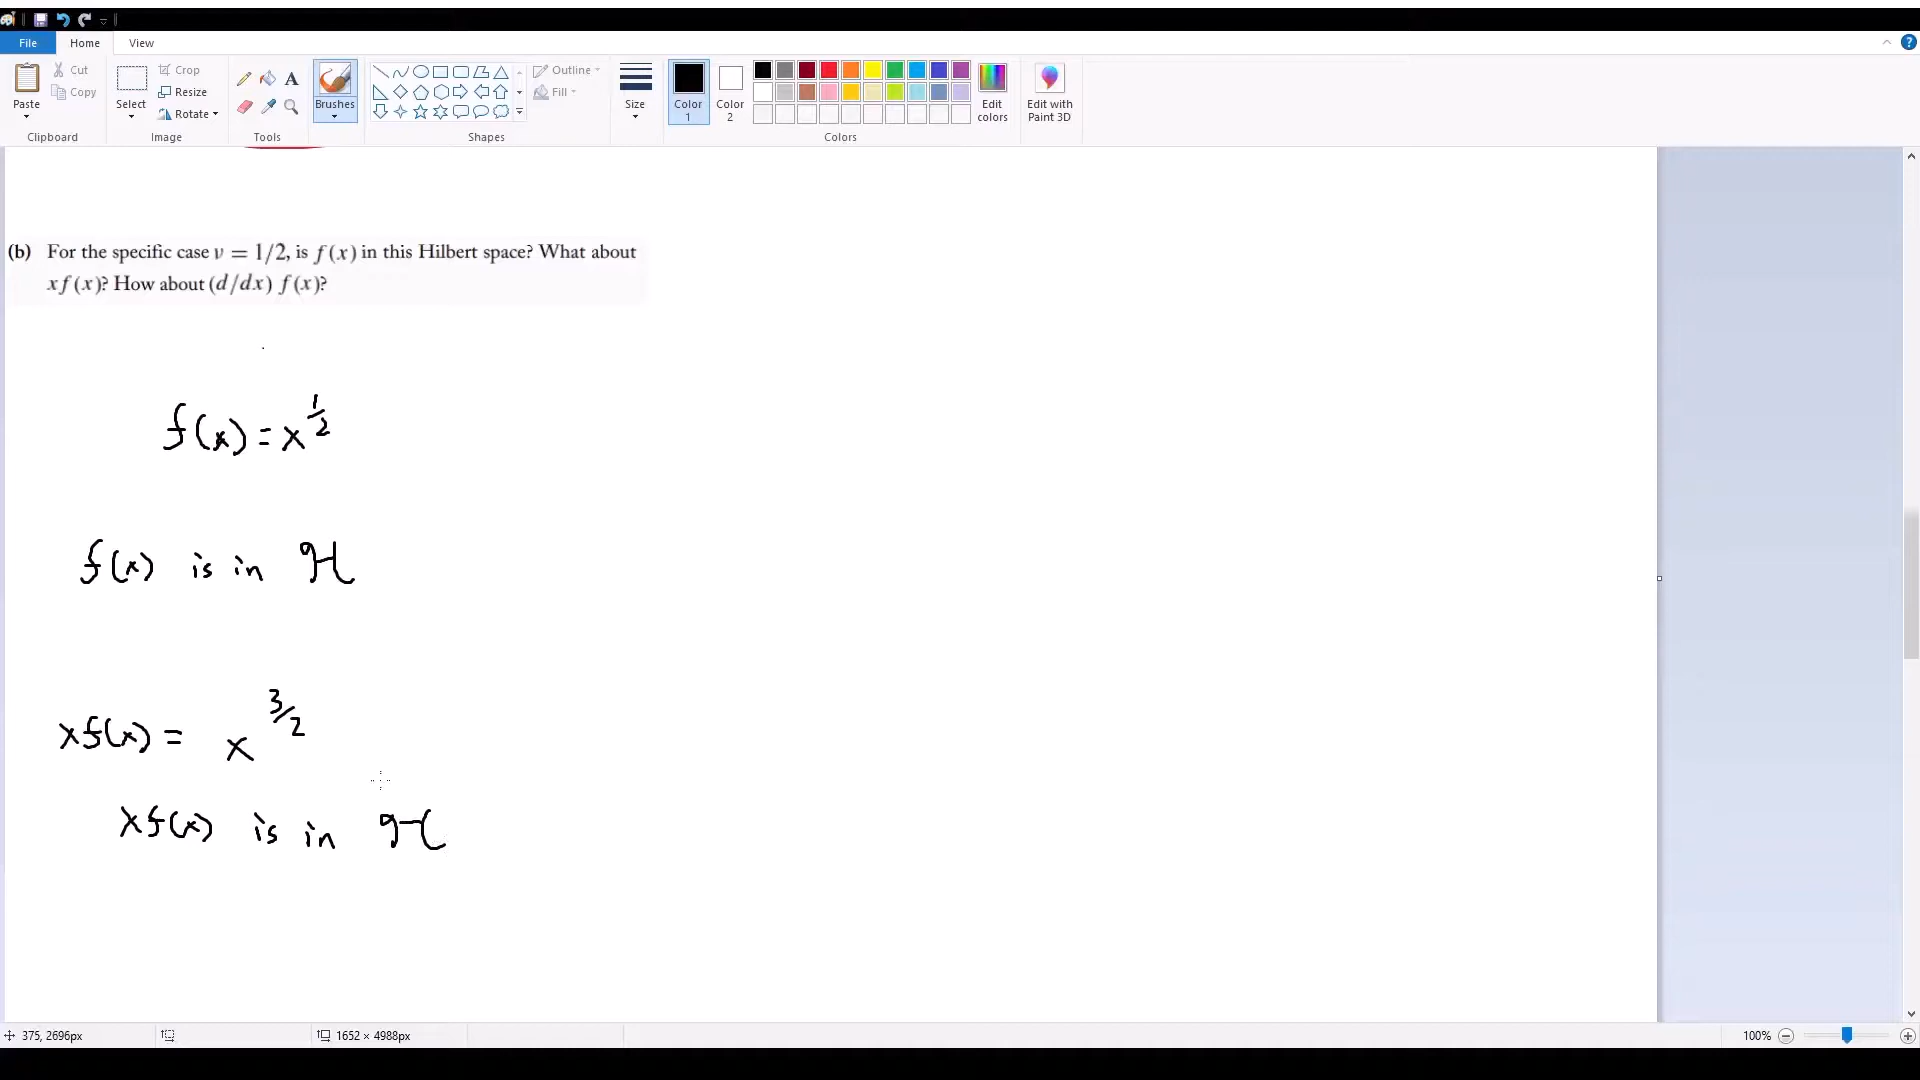 File Home View
Paste Cut Copy Clipboard
Select Crop Resize Rotate Image
A Tools
Brushes
Outline Fill Shapes
Size
Color 1 Color 2 Edit colors Edit with Paint 3D Colors
(b) For the specific case ν = 1/2, is f(x) in this Hilbert space? What about
x f(x)? How about (d/dx) f(x)?
f(x) = x^{1/2}
f(x) is in ℋ
xf(x) = x^{3/2}
xf(x) is in ℋ
375, 2696px 1652 × 4988px 100%